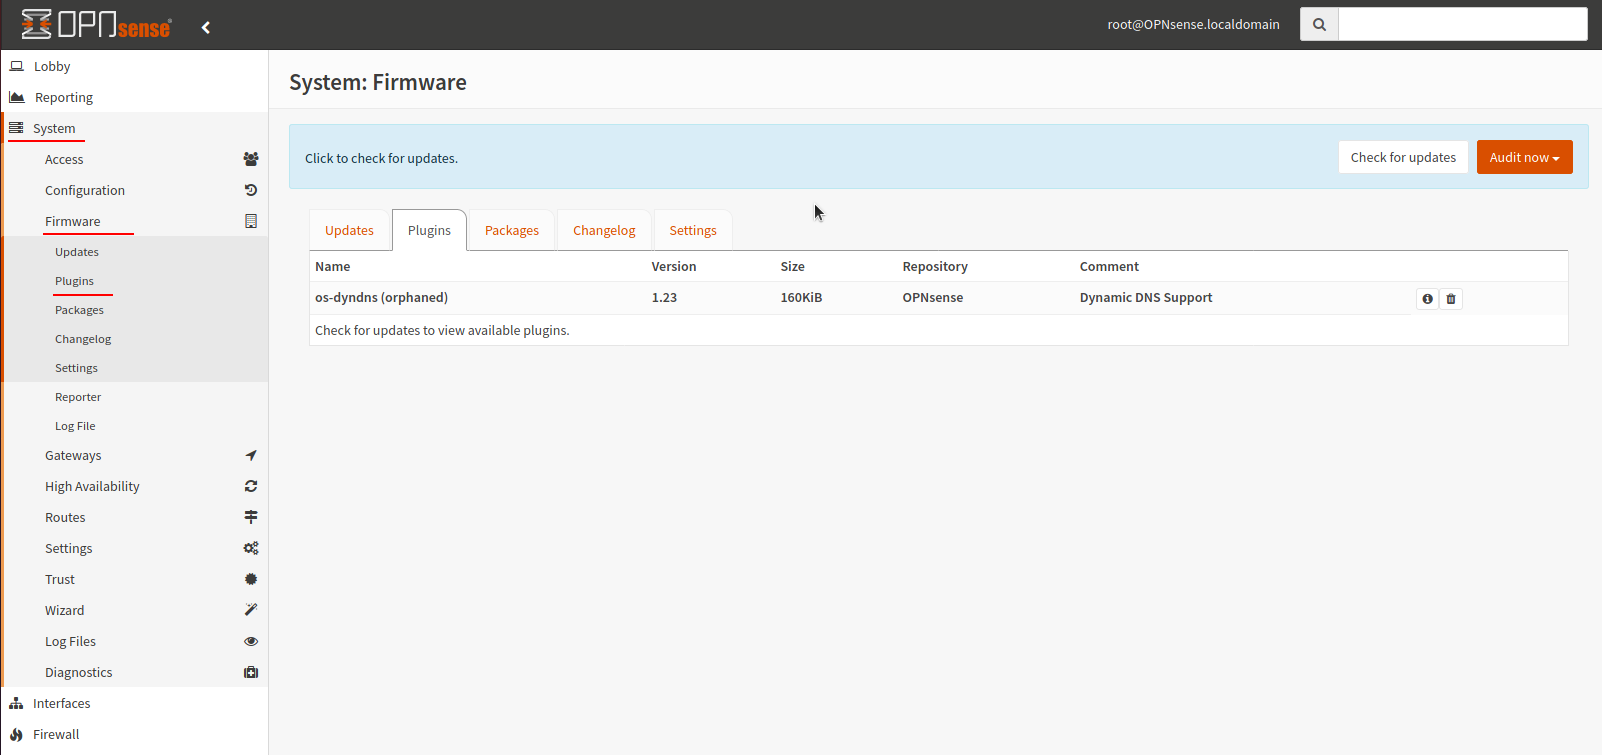 OPNsense®
root@OPNsense.localdomain
Lobby
Reporting
System
Access
Configuration
Firmware
Updates
Plugins
Packages
Changelog
Settings
Reporter
Log File
Gateways
High Availability
Routes
Settings
Trust
Wizard
Log Files
Diagnostics
Interfaces
Firewall
System: Firmware
Click to check for updates.
Check for updates
Audit now
Updates Plugins Packages Changelog Settings
Name Version Size Repository Comment
os-dyndns (orphaned) 1.23 160KiB OPNsense Dynamic DNS Support
Check for updates to view available plugins.